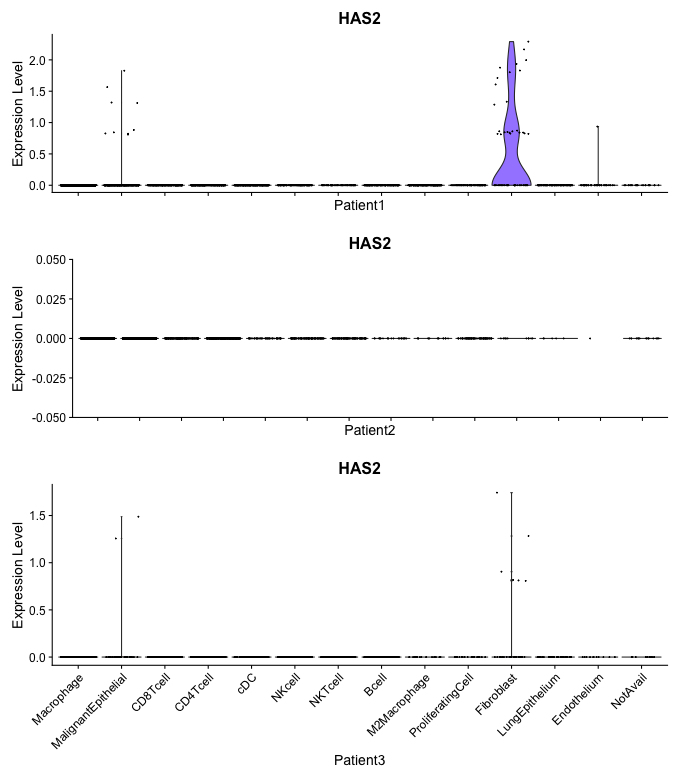 HAS2
Expression Level
2.0
1.5
1.0
0.5
0.0
Patient1
HAS2
Expression Level
0.050
0.025
0.000
-0.025
-0.050
Patient2
HAS2
Expression Level
1.5
1.0
0.5
0.0
Macrophage
MalignantEpithelial
CD8Tcell
CD4Tcell
cDC
NKcell
NKTcell
Bcell
M2Macrophage
ProliferatingCell
Fibroblast
LungEpithelium
Endothelium
NotAvail
Patient3